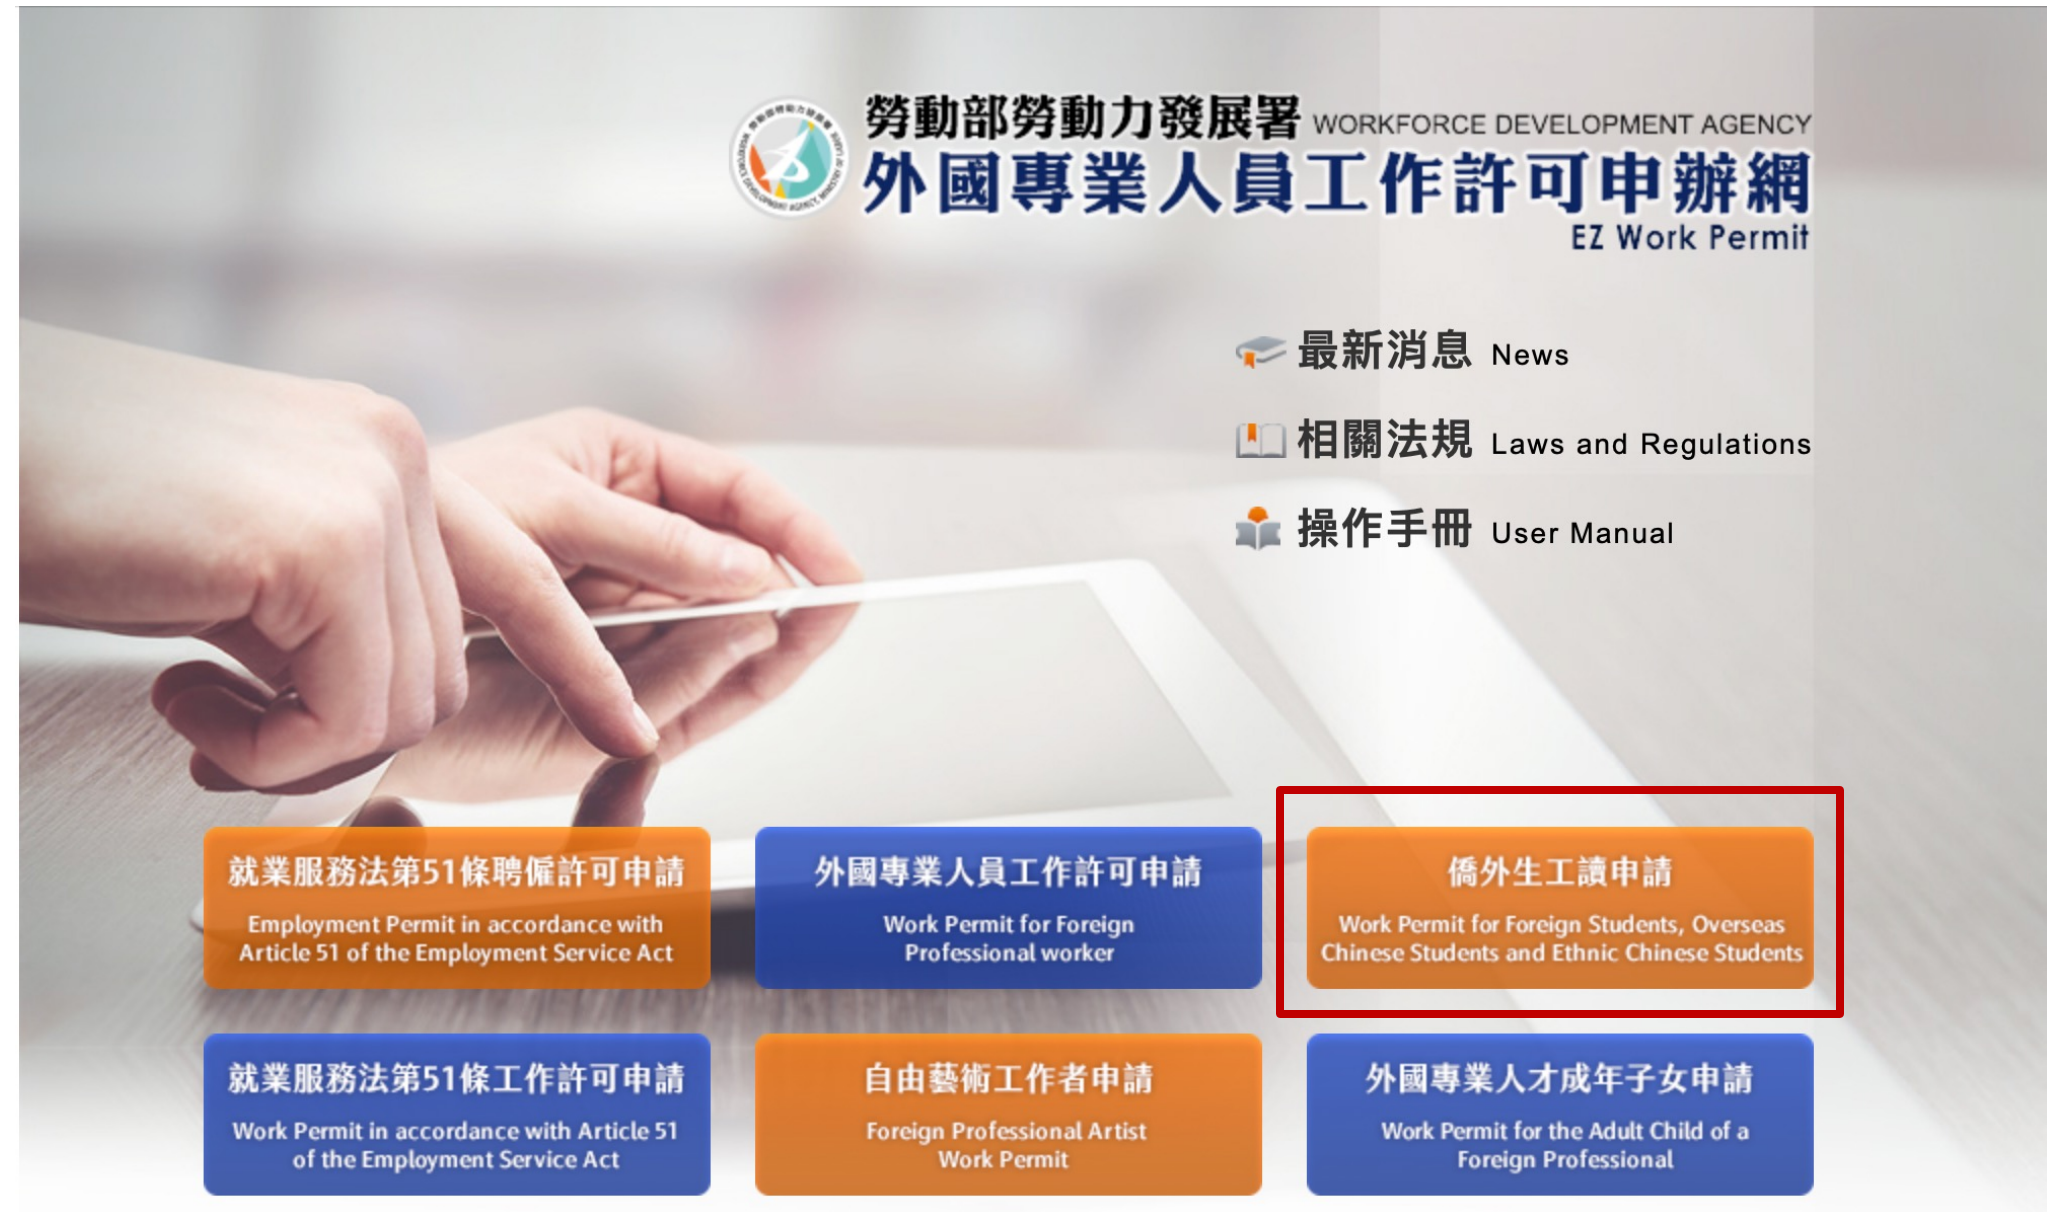 勞動部勞動力發展署 WORKFORCE DEVELOPMENT AGENCY
外國專業人員工作許可申辦網
EZ Work Permit
最新消息 News
相關法規 Laws and Regulations
操作手冊 User Manual
就業服務法第51條聘僱許可申請
Employment Permit in accordance with
Article 51 of the Employment Service Act
外國專業人員工作許可申請
Work Permit for Foreign
Professional worker
僑外生工讀申請
Work Permit for Foreign Students, Overseas
Chinese Students and Ethnic Chinese Students
就業服務法第51條工作許可申請
Work Permit in accordance with Article 51
of the Employment Service Act
自由藝術工作者申請
Foreign Professional Artist
Work Permit
外國專業人才成年子女申請
Work Permit for the Adult Child of a
Foreign Professional